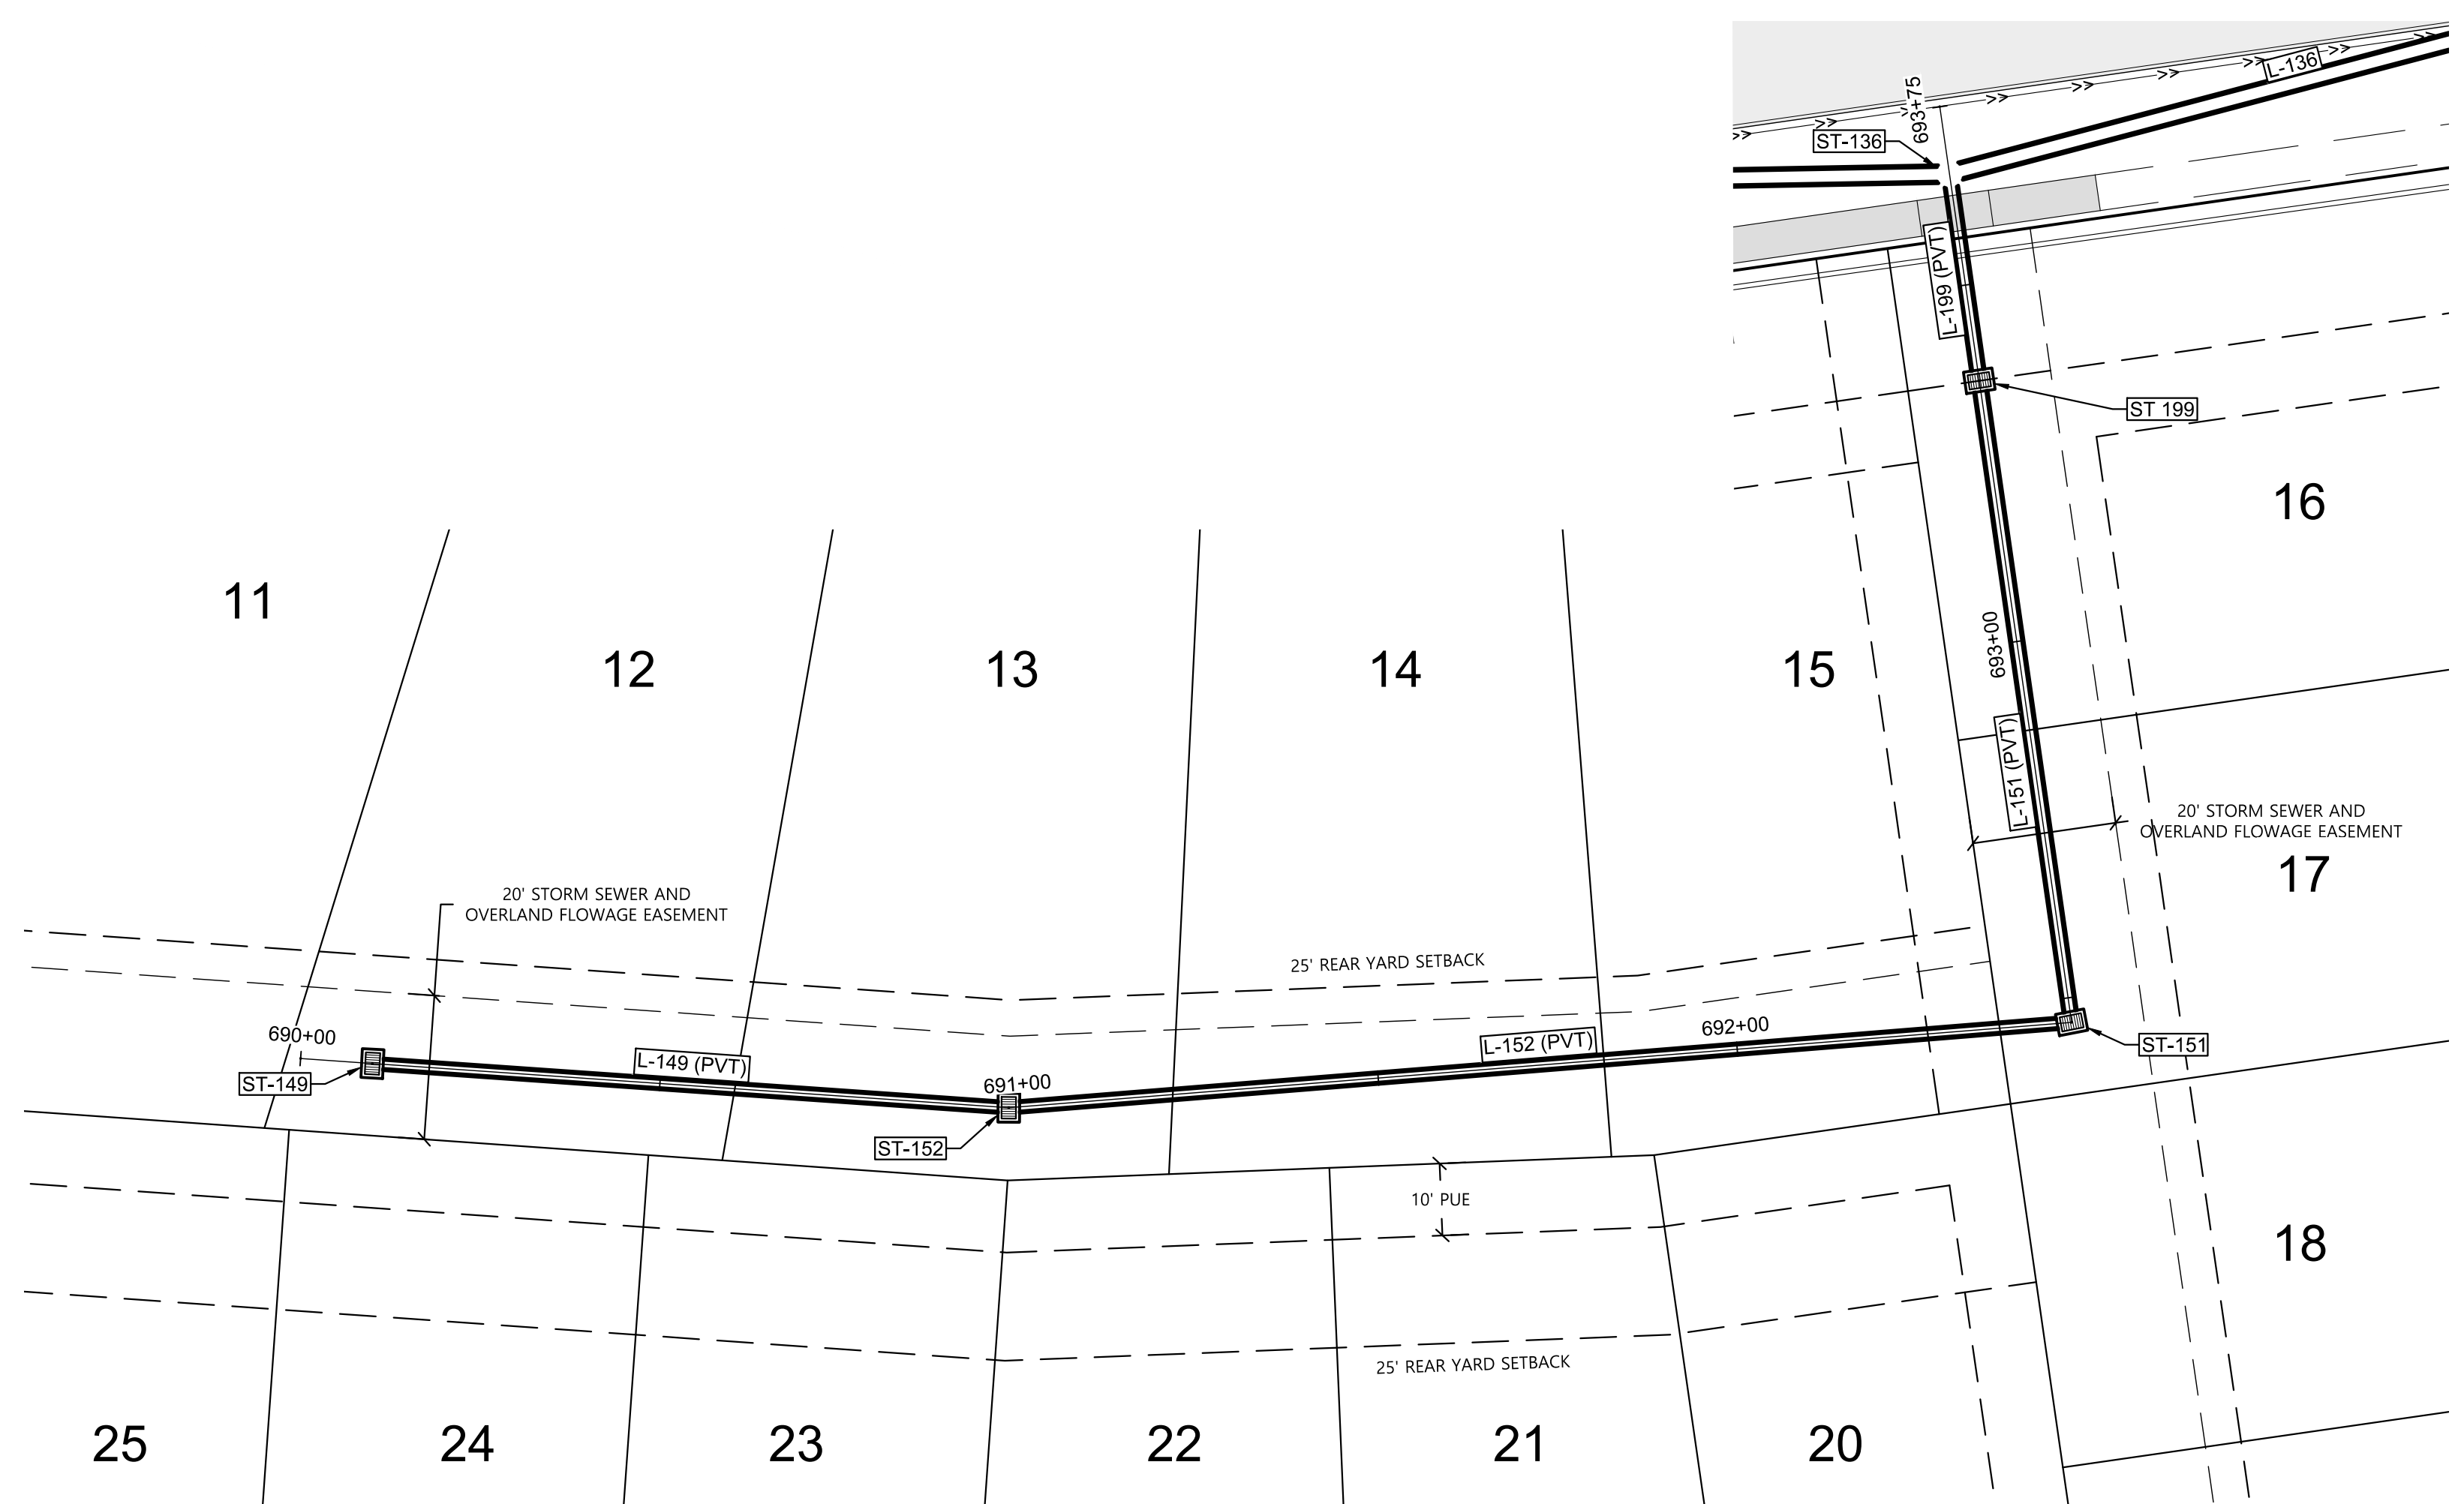 L-136
693+75
ST-136
L-199 (PVT)
ST 199
16
11
12
13
14
15
693+00
L-151 (PVT)
20' STORM SEWER AND
OVERLAND FLOWAGE EASEMENT
17
20' STORM SEWER AND
OVERLAND FLOWAGE EASEMENT
25' REAR YARD SETBACK
690+00
ST-149
L-149 (PVT)
691+00
ST-152
L-152 (PVT)
692+00
ST-151
10' PUE
18
25' REAR YARD SETBACK
25
24
23
22
21
20